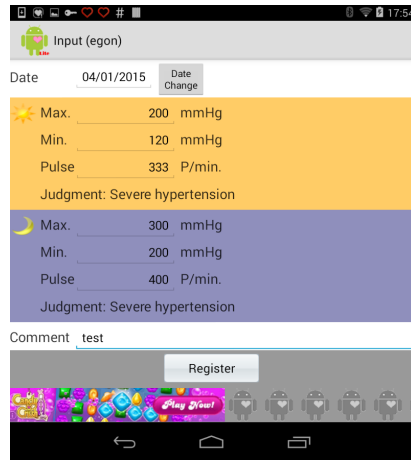 17:54
Input (egon)
Lite
Date 04/01/2015 Date Change
Max. 200 mmHg
Min. 120 mmHg
Pulse 333 P/min.
Judgment: Severe hypertension
Max. 300 mmHg
Min. 200 mmHg
Pulse 400 P/min.
Judgment: Severe hypertension
Comment test
Register
Candy Crush Play Now!